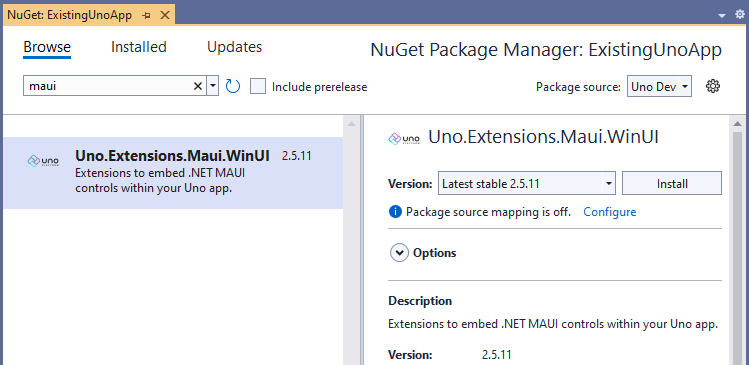 NuGet: ExistingUnoApp
Browse Installed Updates NuGet Package Manager: ExistingUnoApp
maui Include prerelease Package source: Uno Dev
uno PLATFORM Uno.Extensions.Maui.WinUI 2.5.11
Extensions to embed .NET MAUI
controls within your Uno app.
uno PLATFORM Uno.Extensions.Maui.WinUI
Version: Latest stable 2.5.11 Install
Package source mapping is off. Configure
Options
Description
Extensions to embed .NET MAUI controls within your Uno app.
Version: 2.5.11